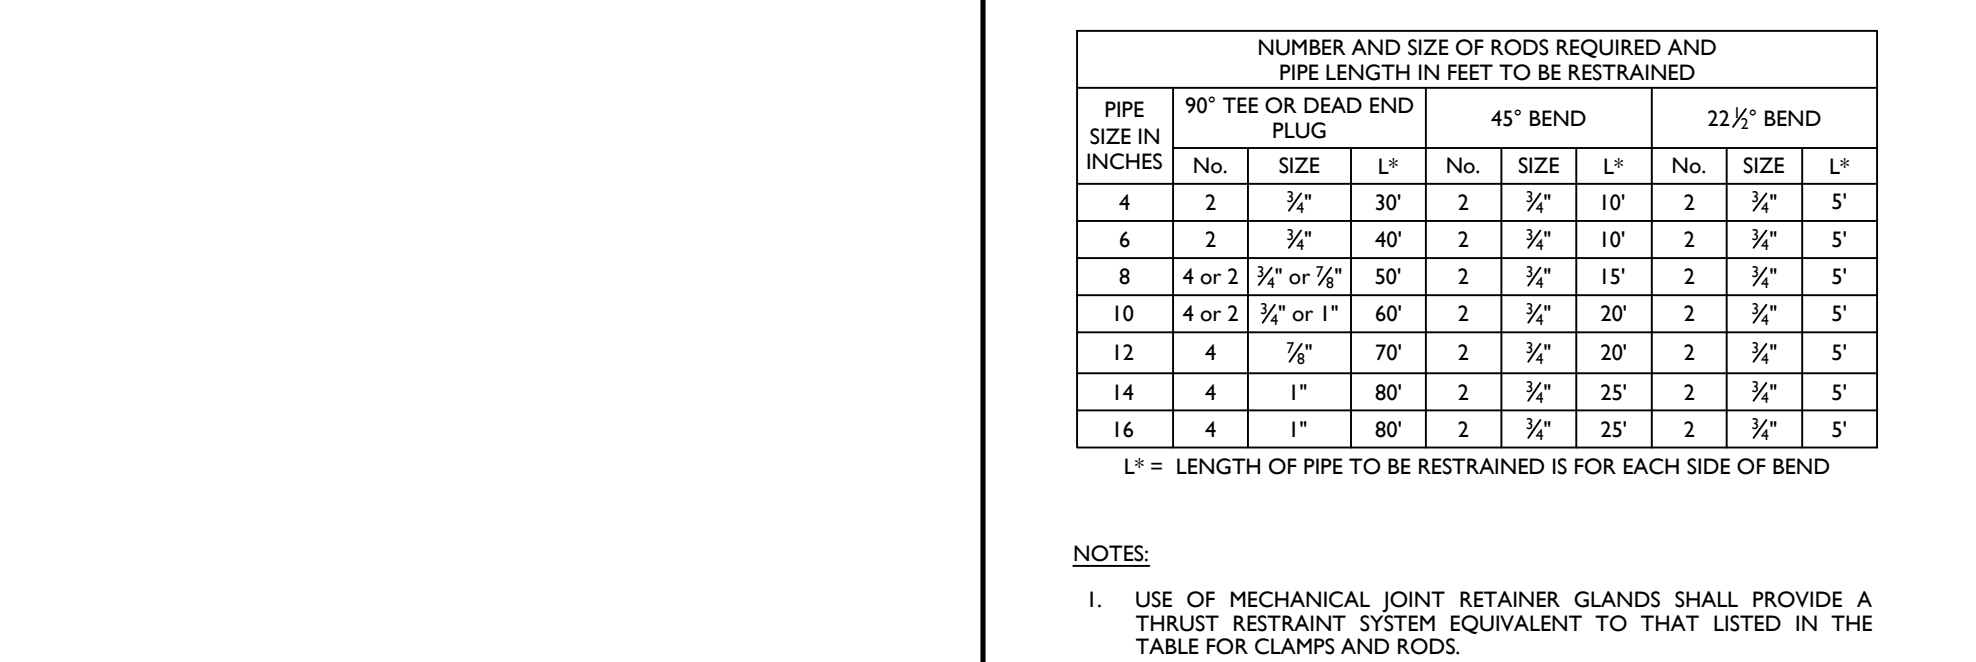 NUMBER AND SIZE OF RODS REQUIRED AND
PIPE LENGTH IN FEET TO BE RESTRAINED
PIPE SIZE IN INCHES 90° TEE OR DEAD END PLUG 45° BEND 22½° BEND
No. SIZE L* No. SIZE L* No. SIZE L*
4 2 ¾" 30' 2 ¾" 10' 2 ¾" 5'
6 2 ¾" 40' 2 ¾" 10' 2 ¾" 5'
8 4 or 2 ¾" or ⅞" 50' 2 ¾" 15' 2 ¾" 5'
10 4 or 2 ¾" or 1" 60' 2 ¾" 20' 2 ¾" 5'
12 4 ⅞" 70' 2 ¾" 20' 2 ¾" 5'
14 4 1" 80' 2 ¾" 25' 2 ¾" 5'
16 4 1" 80' 2 ¾" 25' 2 ¾" 5'
L* = LENGTH OF PIPE TO BE RESTRAINED IS FOR EACH SIDE OF BEND
NOTES:
1. USE OF MECHANICAL JOINT RETAINER GLANDS SHALL PROVIDE A
THRUST RESTRAINT SYSTEM EQUIVALENT TO THAT LISTED IN THE
TABLE FOR CLAMPS AND RODS.